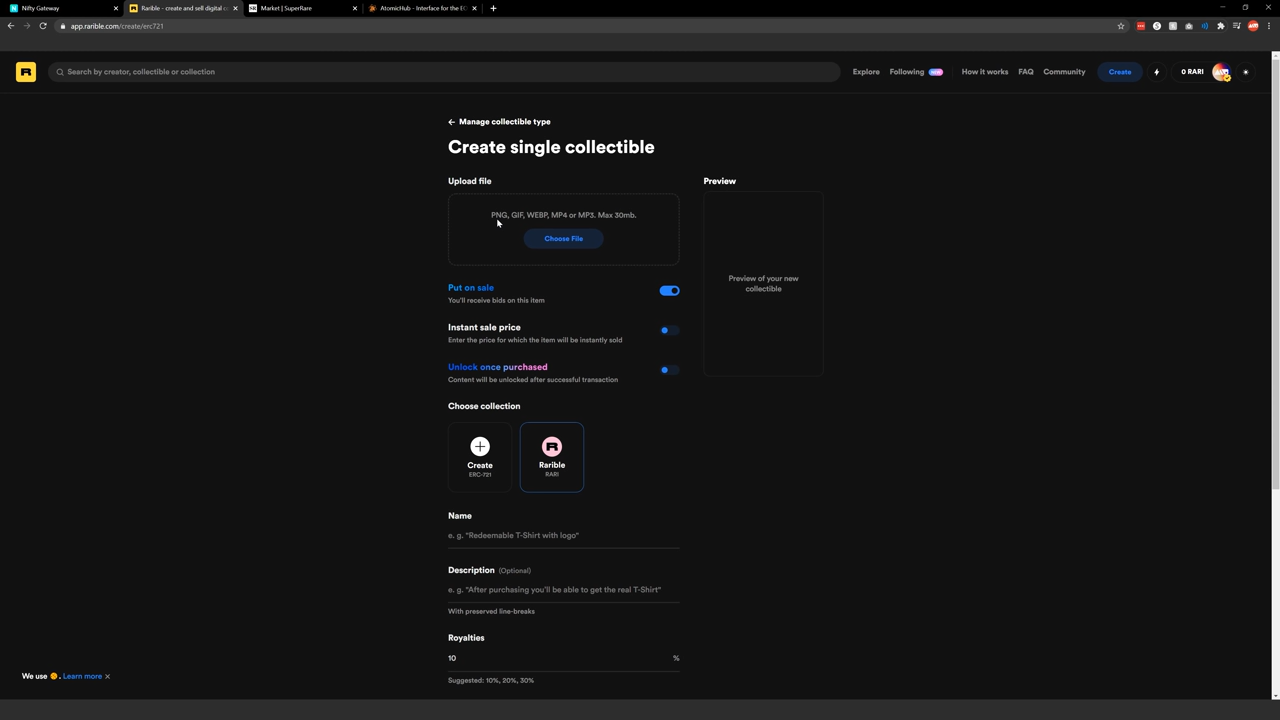 Nifty Gateway
Rarible - create and sell digital c
Market | SuperRare
AtomicHub - Interface for the E
app.rarible.com/create/erc721
Search by creator, collectible or collection
Explore
Following
How it works
FAQ
Community
Create
0 RARI
Manage collectible type
Create single collectible
Upload file
PNG, GIF, WEBP, MP4 or MP3. Max 30mb.
Choose File
Preview
Preview of your new
collectible
Put on sale
You'll receive bids on this item
Instant sale price
Enter the price for which the item will be instantly sold
Unlock once purchased
Content will be unlocked after successful transaction
Choose collection
Create
ERC-721
Rarible
RARI
Name
e. g. "Redeemable T-Shirt with logo"
Description (Optional)
e. g. "After purchasing you'll be able to get the real T-Shirt"
With preserved line-breaks
Royalties
10 %
Suggested: 10%, 20%, 30%
We use 🍪. Learn more